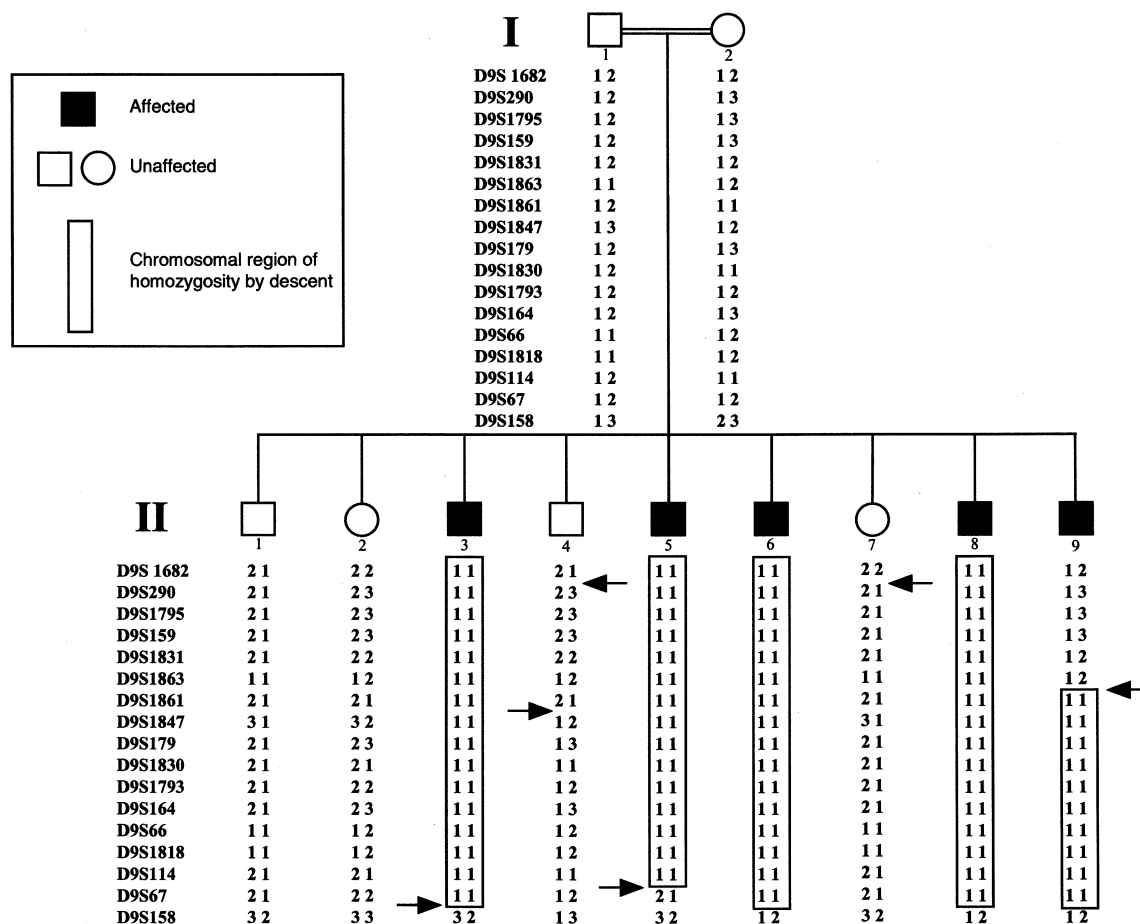 I
1 2
D9S 1682 1 2 1 2
D9S290 1 2 1 3
D9S1795 1 2 1 3
D9S159 1 2 1 3
D9S1831 1 2 1 2
D9S1863 1 1 1 2
D9S1861 1 2 1 1
D9S1847 1 3 1 2
D9S179 1 2 1 3
D9S1830 1 2 1 1
D9S1793 1 2 1 2
D9S164 1 2 1 3
D9S66 1 1 1 2
D9S1818 1 1 1 2
D9S114 1 2 1 1
D9S67 1 2 1 2
D9S158 1 3 2 3
Affected
Unaffected
Chromosomal region of
homozygosity by descent
II
1 2 3 4 5 6 7 8 9
D9S 1682 2 1 2 2 1 1 2 1 1 1 1 1 2 2 1 1 1 2
D9S290 2 1 2 3 1 1 2 3 1 1 1 1 2 1 1 1 1 3
D9S1795 2 1 2 3 1 1 2 3 1 1 1 1 2 1 1 1 1 3
D9S159 2 1 2 3 1 1 2 3 1 1 1 1 2 1 1 1 1 3
D9S1831 2 1 2 2 1 1 2 2 1 1 1 1 2 1 1 1 1 2
D9S1863 1 1 1 2 1 1 1 2 1 1 1 1 1 1 1 1 1 2
D9S1861 2 1 2 1 1 1 2 1 1 1 1 1 2 1 1 1 1 1
D9S1847 3 1 3 2 1 1 1 2 1 1 1 1 3 1 1 1 1 1
D9S179 2 1 2 3 1 1 1 3 1 1 1 1 2 1 1 1 1 1
D9S1830 2 1 2 1 1 1 1 1 1 1 1 1 2 1 1 1 1 1
D9S1793 2 1 2 2 1 1 1 2 1 1 1 1 2 1 1 1 1 1
D9S164 2 1 2 3 1 1 1 3 1 1 1 1 2 1 1 1 1 1
D9S66 1 1 1 2 1 1 1 2 1 1 1 1 1 1 1 1 1 1
D9S1818 1 1 1 2 1 1 1 2 1 1 1 1 1 1 1 1 1 1
D9S114 2 1 2 1 1 1 1 1 1 1 1 1 2 1 1 1 1 1
D9S67 2 1 2 2 1 1 1 2 2 1 1 1 2 1 1 1 1 1
D9S158 3 2 3 3 3 2 1 3 3 2 1 2 3 2 1 2 1 2